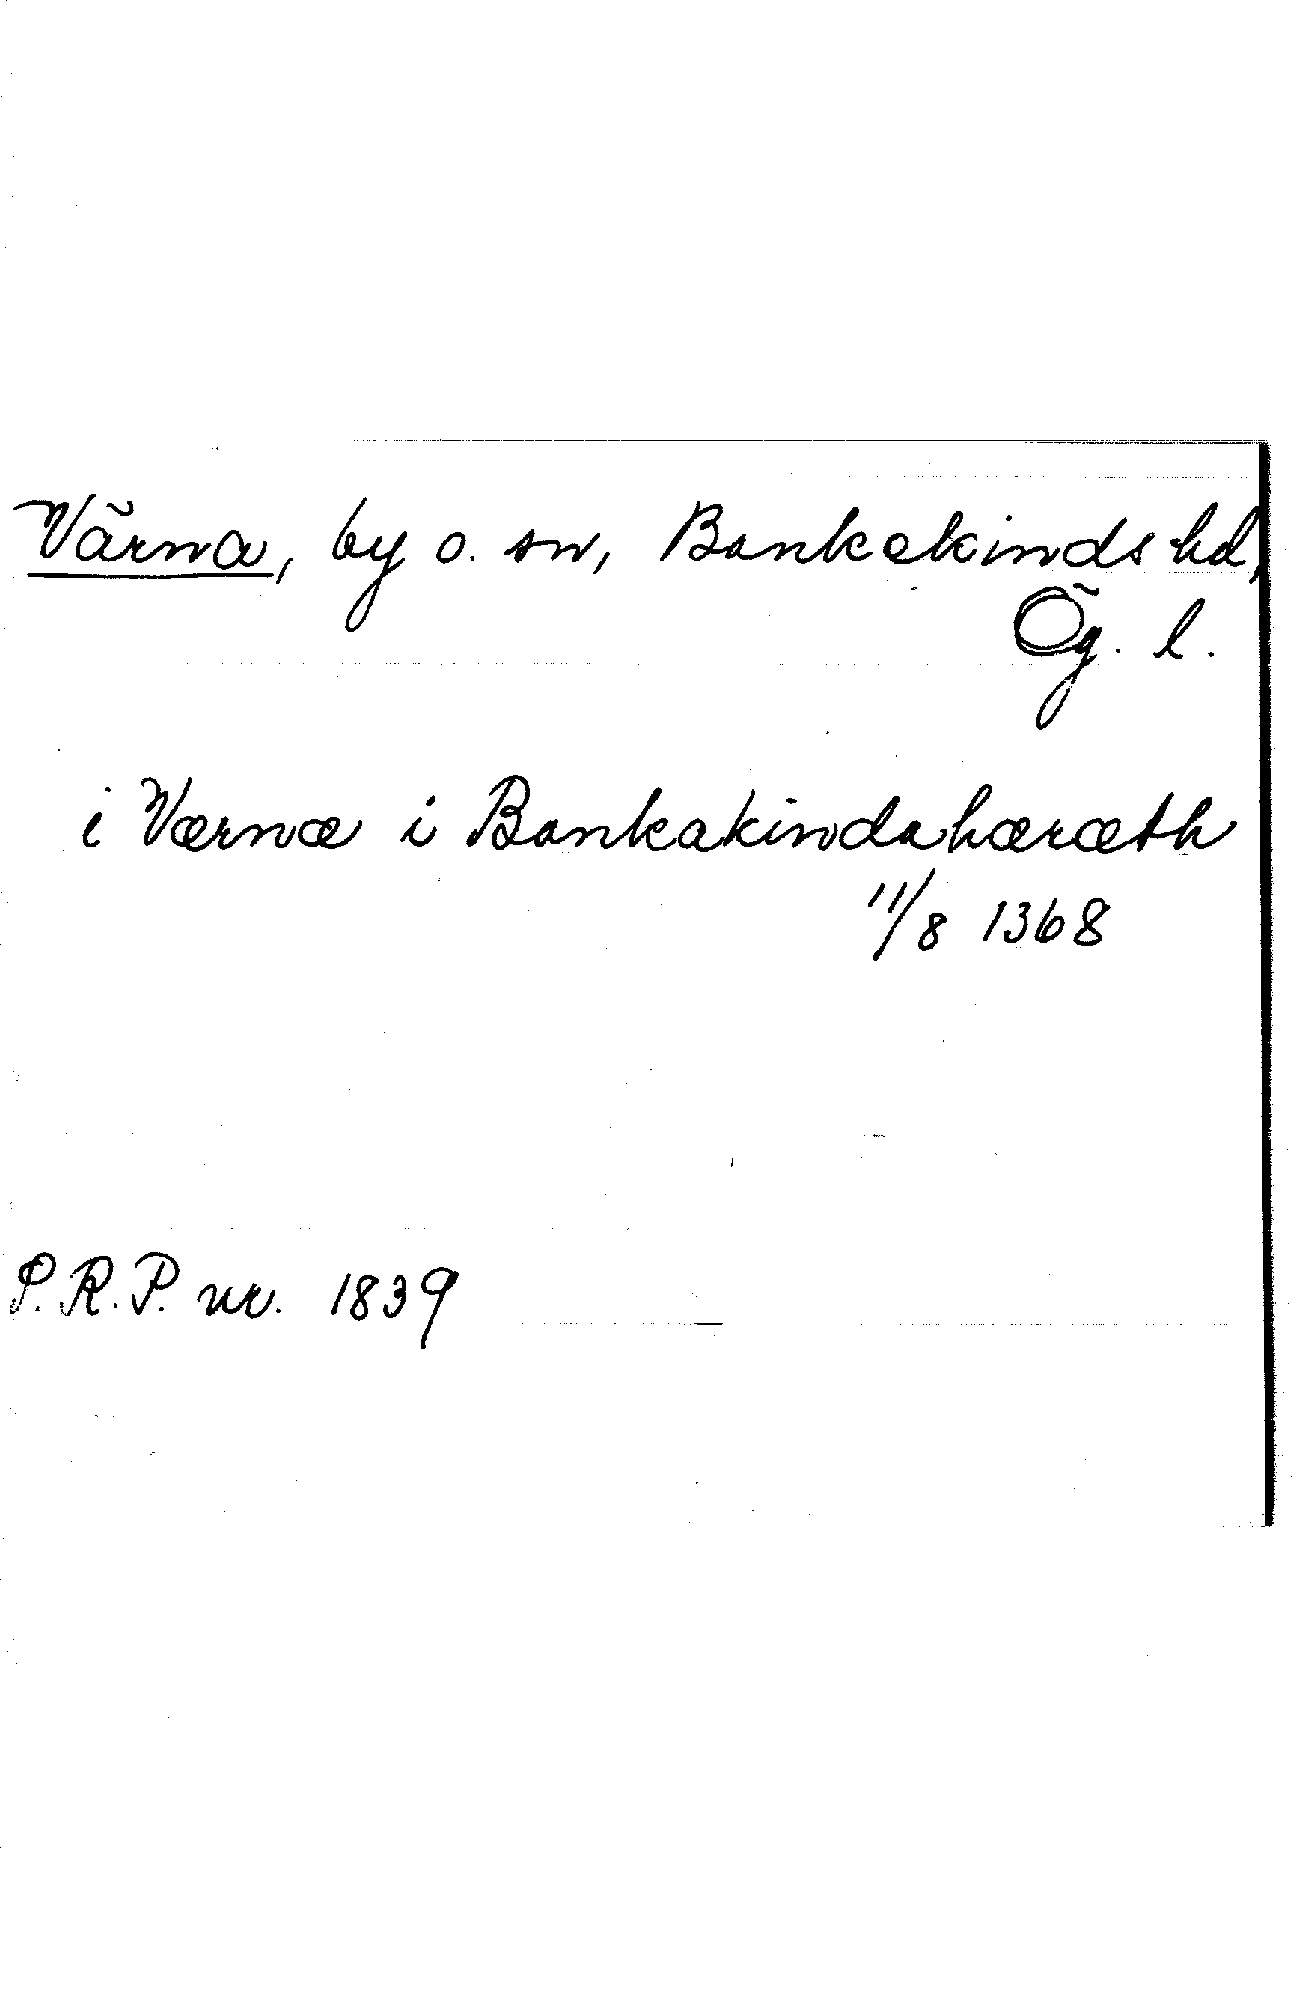 Värna, by o. sn, Bankekinds hd,
Ög. l.
i Værnæ i Bankakindahæræth
11/8 1368
S.R.P. nr. 1839